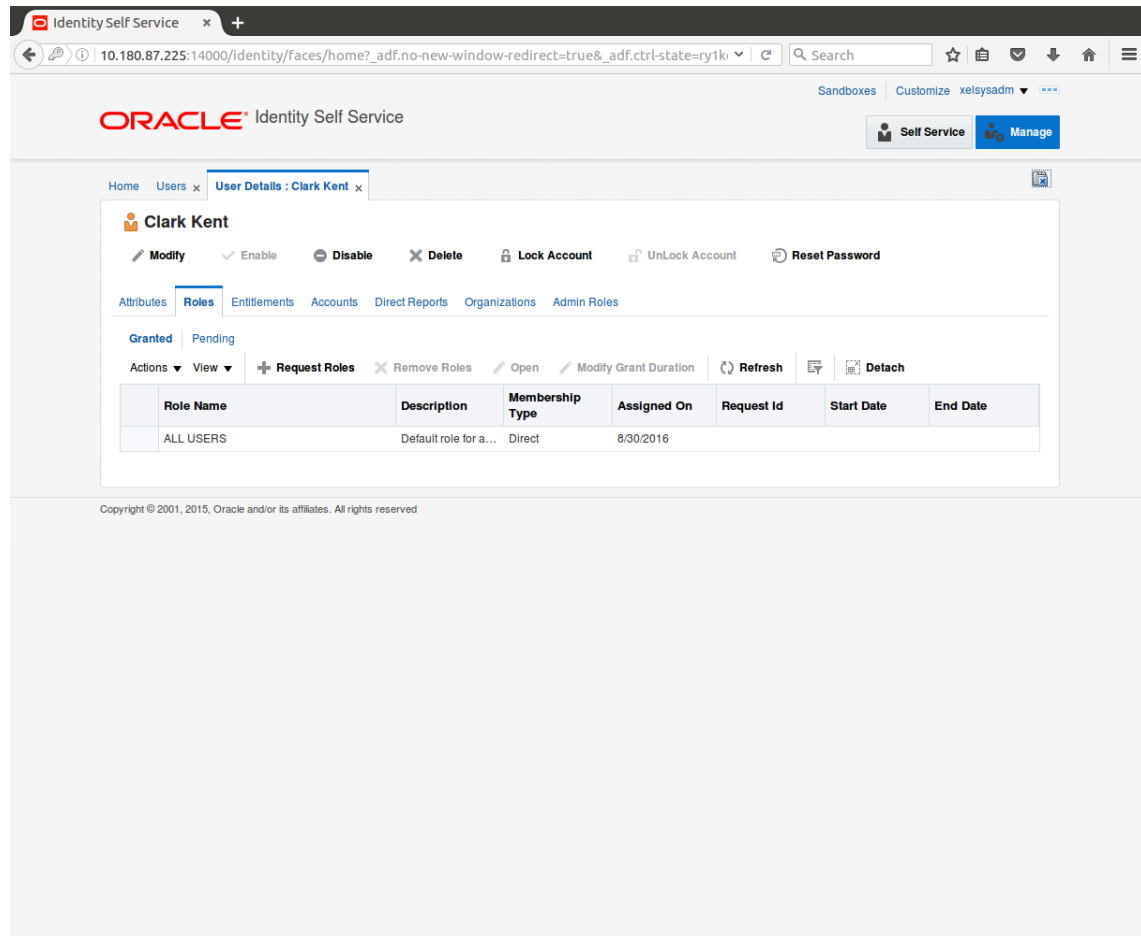 Identity Self Service × +
10.180.87.225:14000/identity/faces/home?_adf.no-new-window-redirect=true&_adf.ctrl-state=ry1k Search
Sandboxes Customize xelsysadm
ORACLE® Identity Self Service
Self Service Manage
Home Users × User Details : Clark Kent ×
Clark Kent
Modify Enable Disable Delete Lock Account UnLock Account Reset Password
Attributes Roles Entitlements Accounts Direct Reports Organizations Admin Roles
Granted Pending
Actions View Request Roles Remove Roles Open Modify Grant Duration Refresh Detach
Role Name Description Membership Type Assigned On Request Id Start Date End Date
ALL USERS Default role for a... Direct 8/30/2016
Copyright © 2001, 2015, Oracle and/or its affiliates. All rights reserved